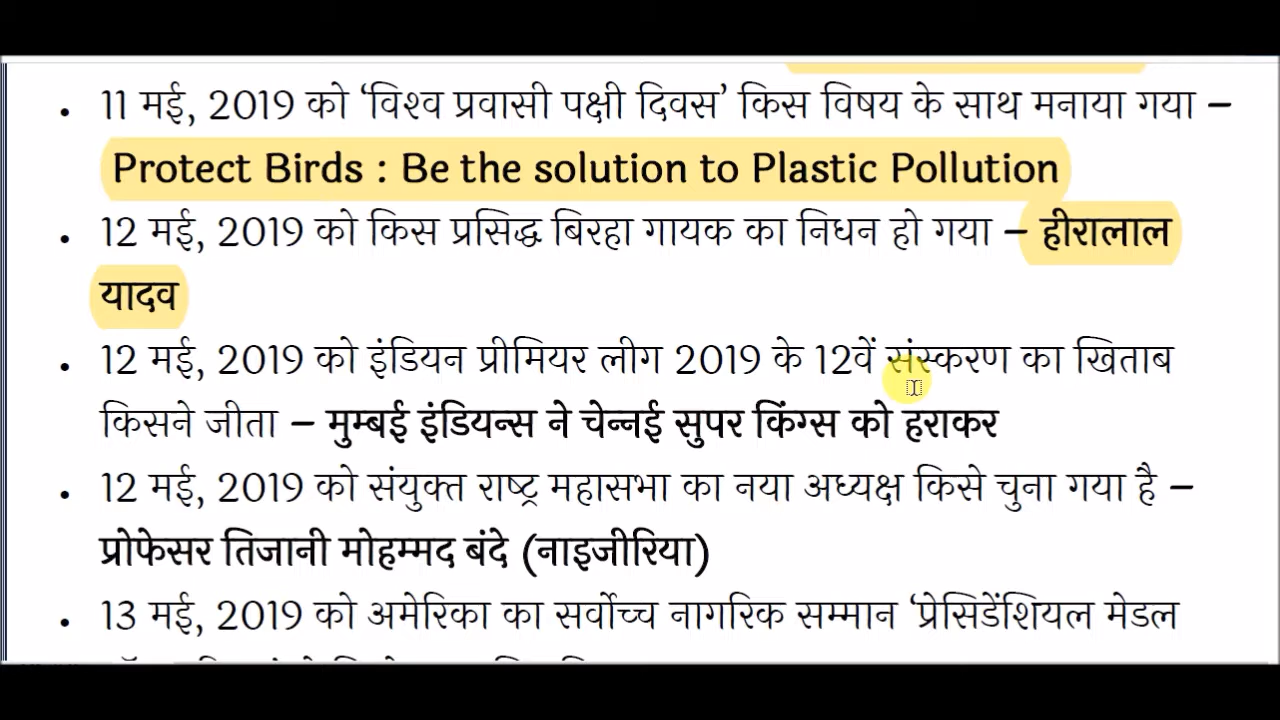 • 11 मई, 2019 को ‘विश्व प्रवासी पक्षी दिवस’ किस विषय के साथ मनाया गया –
Protect Birds : Be the solution to Plastic Pollution
• 12 मई, 2019 को किस प्रसिद्ध बिरहा गायक का निधन हो गया – हीरालाल
यादव
• 12 मई, 2019 को इंडियन प्रीमियर लीग 2019 के 12वें संस्करण का खिताब
किसने जीता – मुम्बई इंडियन्स ने चेन्नई सुपर किंग्स को हराकर
• 12 मई, 2019 को संयुक्त राष्ट्र महासभा का नया अध्यक्ष किसे चुना गया है –
प्रोफेसर तिजानी मोहम्मद बंदे (नाइजीरिया)
• 13 मई, 2019 को अमेरिका का सर्वोच्च नागरिक सम्मान ‘प्रेसिडेंशियल मेडल